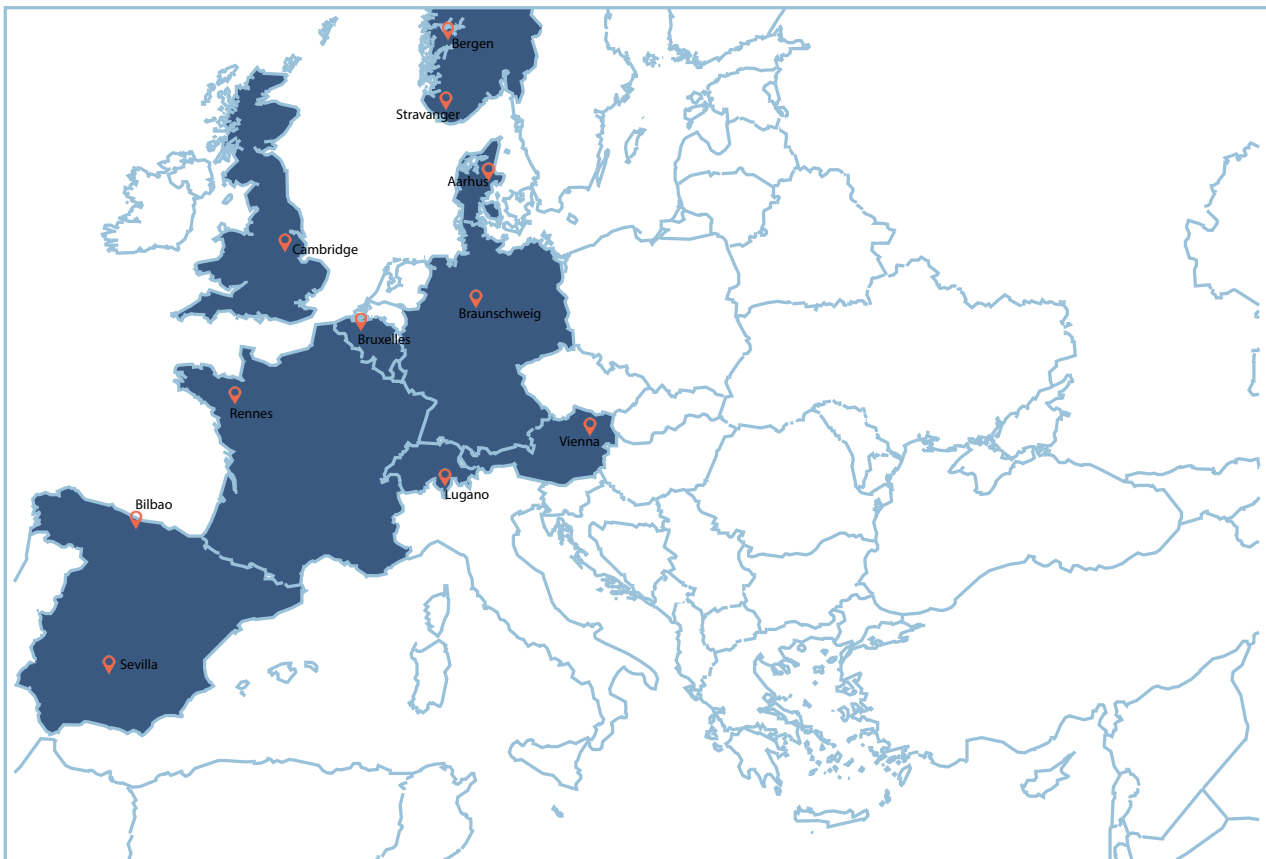 Bergen
Stravanger
Aarhus
Cambridge
Braunschweig
Bruxelles
Rennes
Vienna
Lugano
Bilbao
Sevilla